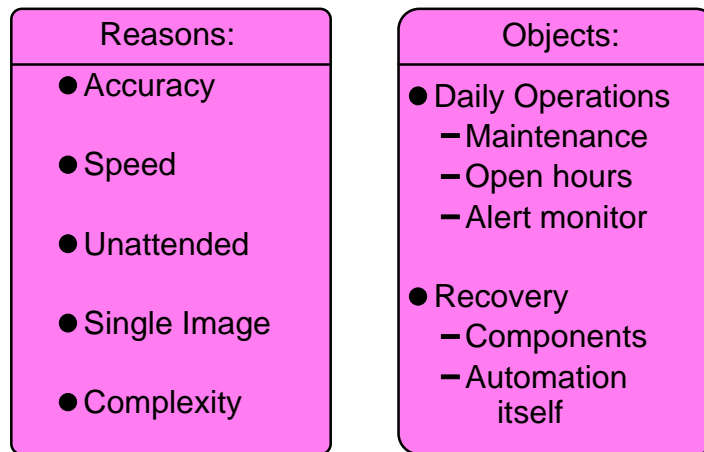 Reasons:
● Accuracy
● Speed
● Unattended
● Single Image
● Complexity
Objects:
● Daily Operations
– Maintenance
– Open hours
– Alert monitor
● Recovery
– Components
– Automation
itself